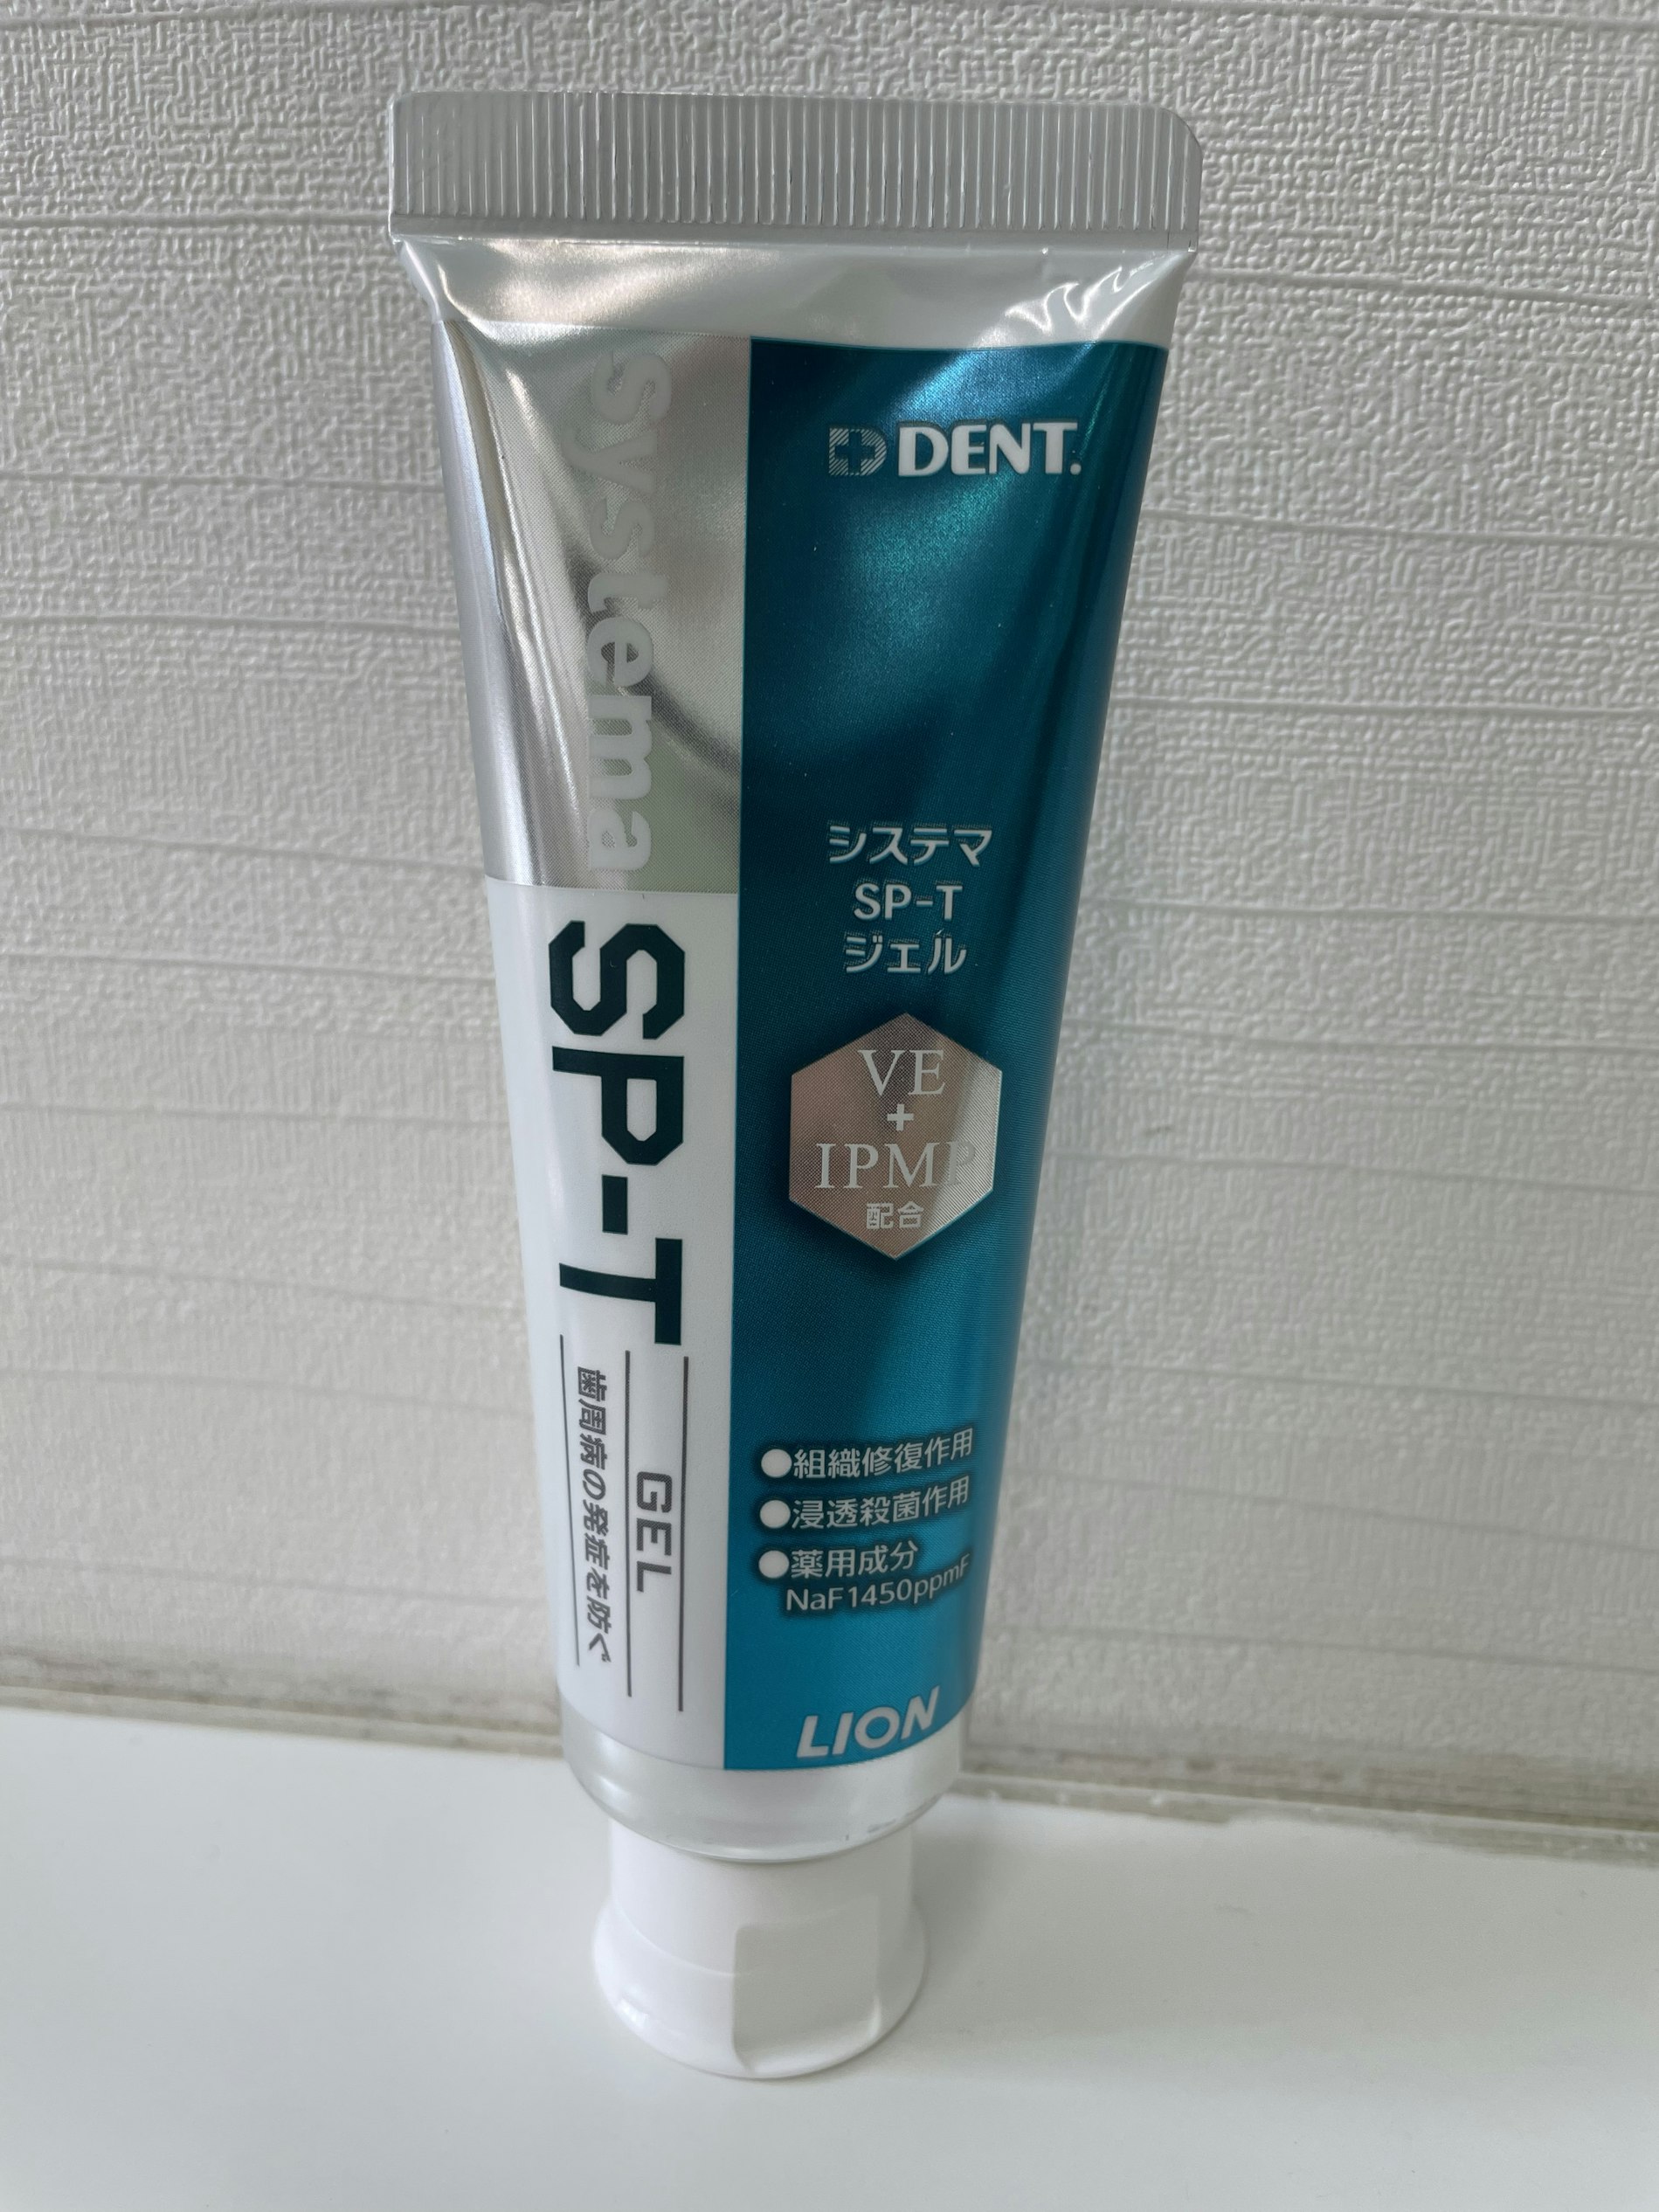 Systema
SP-T
GEL
歯周病の発症を防ぐ
DENT.
システマ
SP-T
ジェル
VE
+
IPMP
配合
●組織修復作用
●浸透殺菌作用
●薬用成分
NaF1450ppmF
LION